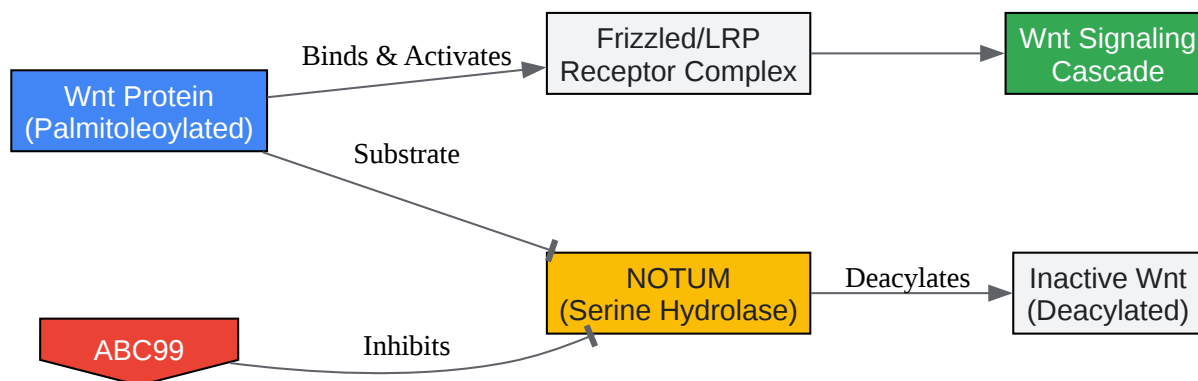 Wnt Protein
(Palmitoleoylated)
Binds & Activates
Frizzled/LRP
Receptor Complex
Wnt Signaling
Cascade
Substrate
NOTUM
(Serine Hydrolase)
Deacylates
Inactive Wnt
(Deacylated)
ABC99
Inhibits